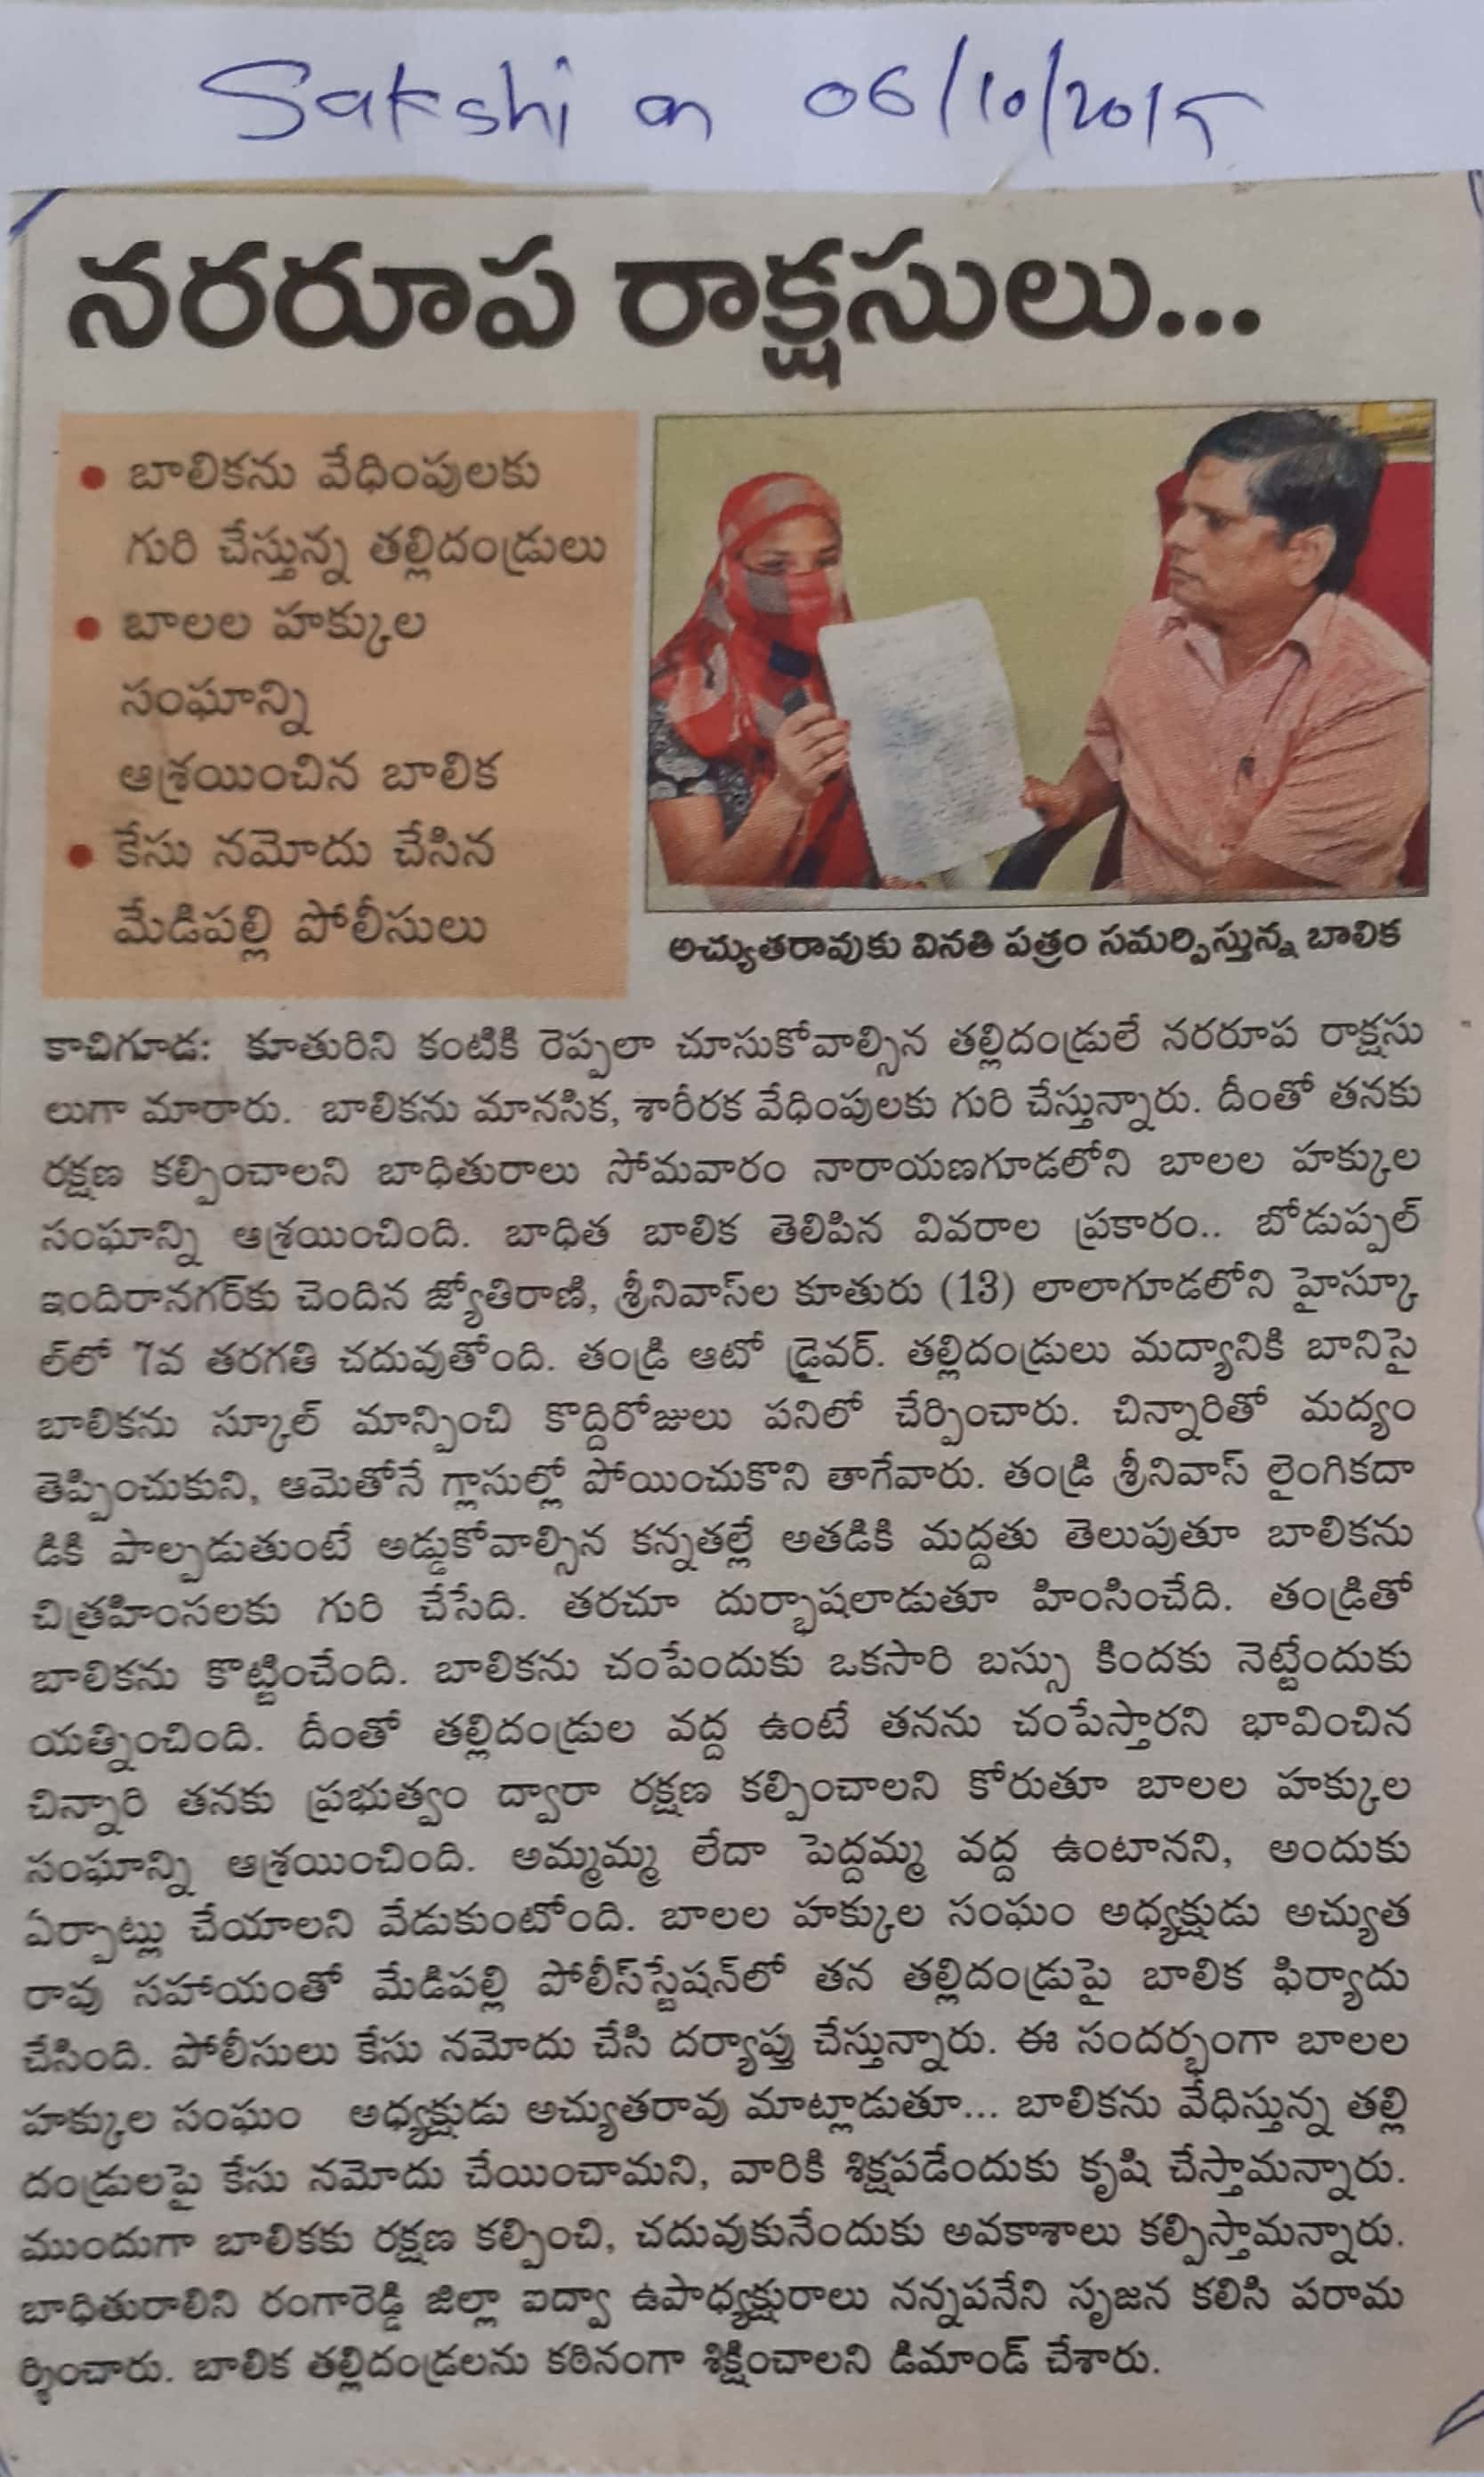 Sakshi on 06/10/2015
నరరూప రాక్షసులు...
• బాలికను వేధింపులకు
గురి చేస్తున్న తల్లిదండ్రులు
• బాలల హక్కుల
సంఘాన్ని
ఆశ్రయించిన బాలిక
• కేసు నమోదు చేసిన
మేడిపల్లి పోలీసులు
అచ్యుతరావుకు వినతి పత్రం సమర్పిస్తున్న బాలిక
కాచిగూడ: కూతురిని కంటికి రెప్పలా చూసుకోవాల్సిన తల్లిదండ్రులే నరరూప రాక్షసు
లుగా మారారు. బాలికను మానసిక, శారీరక వేధింపులకు గురి చేస్తున్నారు. దీంతో తనకు
రక్షణ కల్పించాలని బాధితురాలు సోమవారం నారాయణగూడలోని బాలల హక్కుల
సంఘాన్ని ఆశ్రయించింది. బాధిత బాలిక తెలిపిన వివరాల ప్రకారం.. బోడుప్పల్
ఇందిరానగర్‌కు చెందిన జ్యోతిరాణి, శ్రీనివాస్‌ల కూతురు (13) లాలాగూడలోని హైస్కూ
ల్‌లో 7వ తరగతి చదువుతోంది. తండ్రి ఆటో డ్రైవర్. తల్లిదండ్రులు మద్యానికి బానిసై
బాలికను స్కూల్ మాన్పించి కొద్దిరోజులు పనిలో చేర్పించారు. చిన్నారితో మద్యం
తెప్పించుకుని, ఆమెతోనే గ్లాసుల్లో పోయించుకొని తాగేవారు. తండ్రి శ్రీనివాస్ లైంగికదా
డికి పాల్పడుతుంటే అడ్డుకోవాల్సిన కన్నతల్లే అతడికి మద్దతు తెలుపుతూ బాలికను
చిత్రహింసలకు గురి చేసేది. తరచూ దుర్భాషలాడుతూ హింసించేది. తండ్రితో
బాలికను కొట్టించేంది. బాలికను చంపేందుకు ఒకసారి బస్సు కిందకు నెట్టేందుకు
యత్నించింది. దీంతో తల్లిదండ్రుల వద్ద ఉంటే తనను చంపేస్తారని భావించిన
చిన్నారి తనకు ప్రభుత్వం ద్వారా రక్షణ కల్పించాలని కోరుతూ బాలల హక్కుల
సంఘాన్ని ఆశ్రయించింది. అమ్మమ్మ లేదా పెద్దమ్మ వద్ద ఉంటానని, అందుకు
ఏర్పాట్లు చేయాలని వేడుకుంటోంది. బాలల హక్కుల సంఘం అధ్యక్షుడు అచ్యుత
రావు సహాయంతో మేడిపల్లి పోలీస్‌స్టేషన్‌లో తన తల్లిదండ్రుపై బాలిక ఫిర్యాదు
చేసింది. పోలీసులు కేసు నమోదు చేసి దర్యాప్తు చేస్తున్నారు. ఈ సందర్భంగా బాలల
హక్కుల సంఘం అధ్యక్షుడు అచ్యుతరావు మాట్లాడుతూ... బాలికను వేధిస్తున్న తల్లి
దండ్రులపై కేసు నమోదు చేయించామని, వారికి శిక్షపడేందుకు కృషి చేస్తామన్నారు.
ముందుగా బాలికకు రక్షణ కల్పించి, చదువుకునేందుకు అవకాశాలు కల్పిస్తామన్నారు.
బాధితురాలిని రంగారెడ్డి జిల్లా ఐద్వా ఉపాధ్యక్షురాలు నన్నపనేని సృజన కలిసి పరామ
ర్శించారు. బాలిక తల్లిదండ్రలను కఠినంగా శిక్షించాలని డిమాండ్ చేశారు.